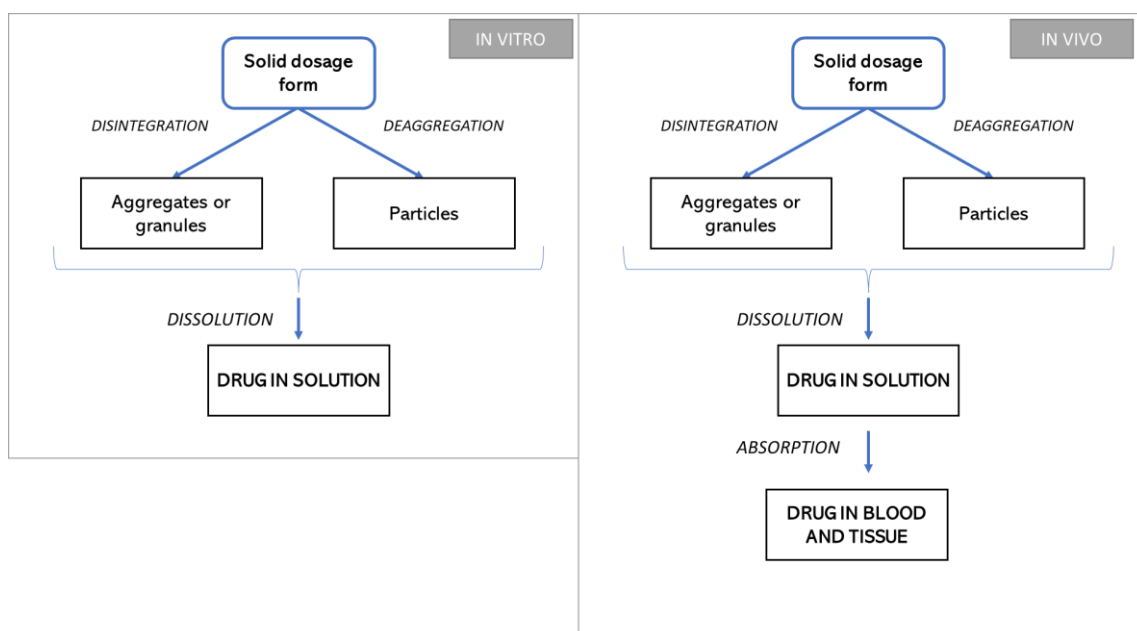 IN VITRO
Solid dosage
form
DISINTEGRATION
DEAGGREGATION
Aggregates or
granules
Particles
DISSOLUTION
DRUG IN SOLUTION
IN VIVO
Solid dosage
form
DISINTEGRATION
DEAGGREGATION
Aggregates or
granules
Particles
DISSOLUTION
DRUG IN SOLUTION
ABSORPTION
DRUG IN BLOOD
AND TISSUE